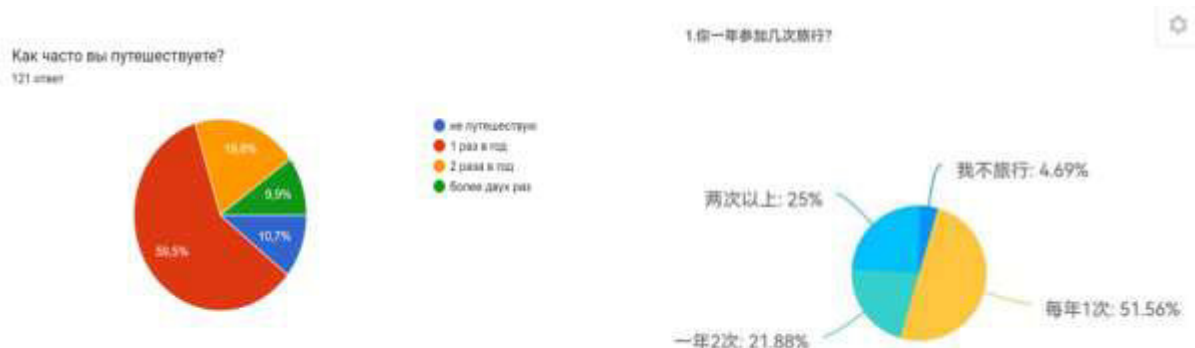 Как часто вы путешествуете?
121 ответ
не путешествую
1 раз в год
2 раза в год
более двух раз
9,9%
10,7%
59,5%
1.你一年参加几次旅行?
我不旅行: 4.69%
两次以上: 25%
每年1次: 51.56%
一年2次: 21.88%